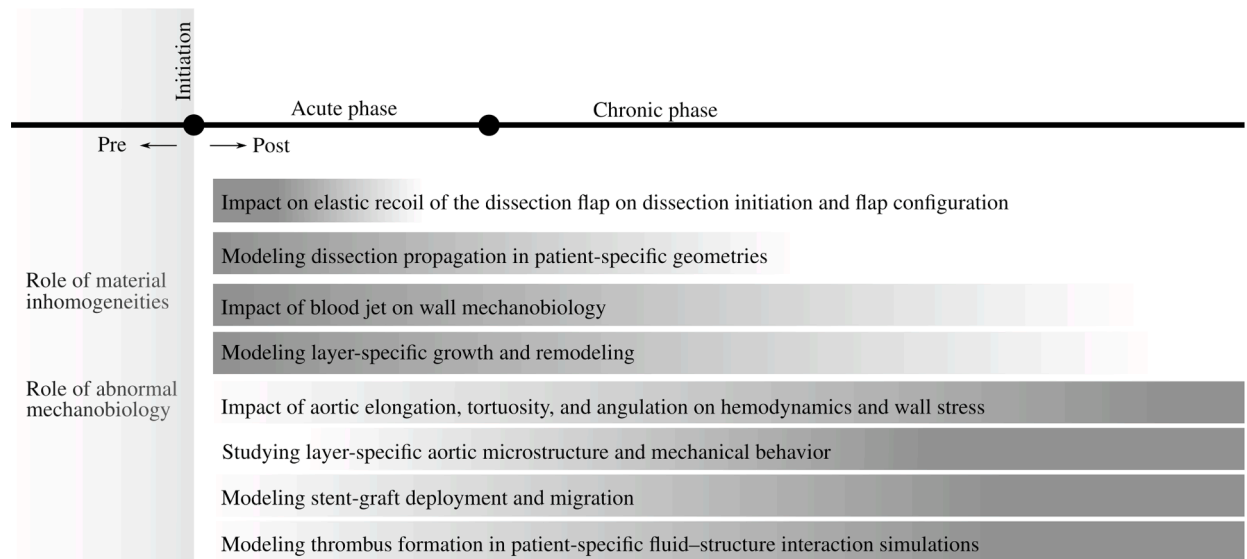 Initiation
Acute phase
Chronic phase
Pre
Post
Impact on elastic recoil of the dissection flap on dissection initiation and flap configuration
Modeling dissection propagation in patient-specific geometries
Role of material
inhomogeneities
Impact of blood jet on wall mechanobiology
Modeling layer-specific growth and remodeling
Role of abnormal
mechanobiology
Impact of aortic elongation, tortuosity, and angulation on hemodynamics and wall stress
Studying layer-specific aortic microstructure and mechanical behavior
Modeling stent-graft deployment and migration
Modeling thrombus formation in patient-specific fluid–structure interaction simulations